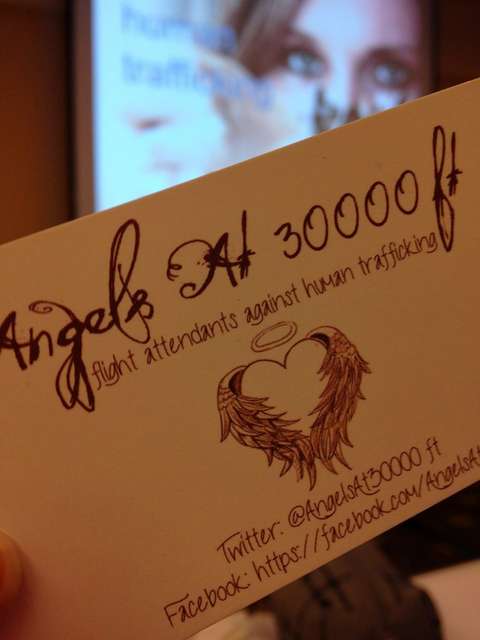 human
trafficking
Angels At 30000 ft
flight attendants against human trafficking
Twitter: @AngelsAt30000 ft
Facebook: https://facebook.com/AngelsAt